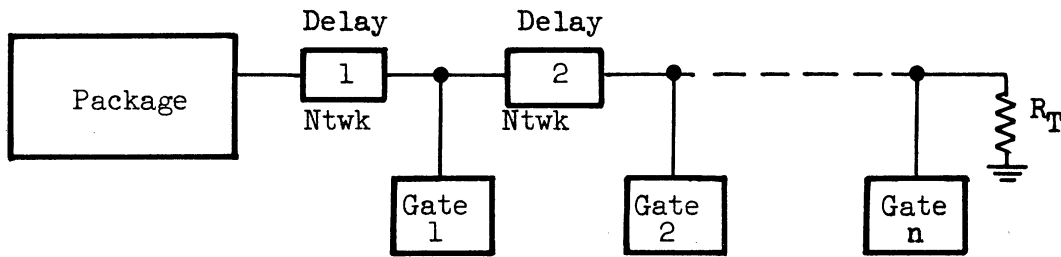 Delay
Delay
Package
1
2
Ntwk
Ntwk
R_T
Gate
1
Gate
2
Gate
n